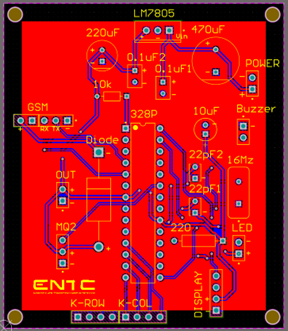 LM7805
220uF
470uF
Vin
0.1uF2
0.1uF1
POWER
10k
GSM
328P
10uF
Buzzer
RX TX
Diode
22pF2
16Mz
OUT
22pF1
MQ2
220
LED
DISPLAY
K-ROW
K-COL